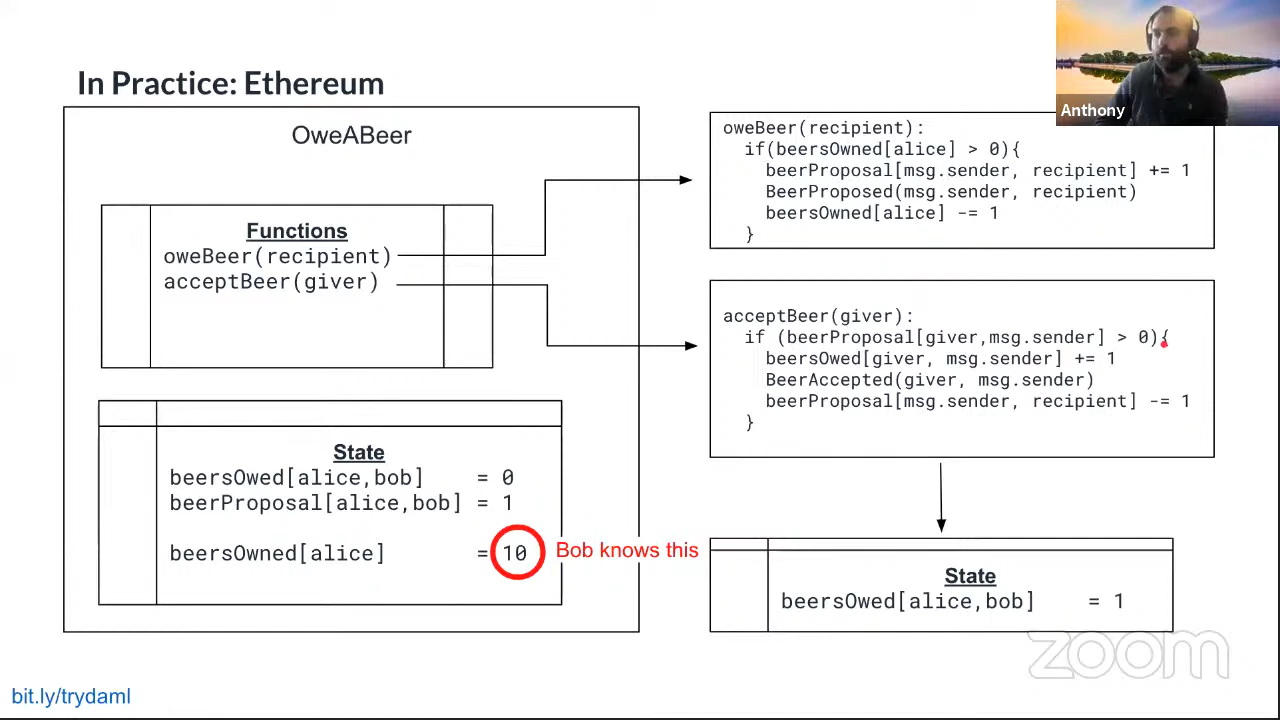 In Practice: Ethereum
Anthony
OweABeer
Functions
oweBeer(recipient)
acceptBeer(giver)
State
beersOwed[alice,bob] = 0
beerProposal[alice,bob] = 1
beersOwned[alice] = 10
Bob knows this
oweBeer(recipient):
if(beersOwned[alice] > 0){
beerProposal[msg.sender, recipient] += 1
BeerProposed(msg.sender, recipient)
beersOwned[alice] -= 1
}
acceptBeer(giver):
if (beerProposal[giver,msg.sender] > 0){
beersOwed[giver, msg.sender] += 1
BeerAccepted(giver, msg.sender)
beerProposal[msg.sender, recipient] -= 1
}
State
beersOwed[alice,bob] = 1
zoom
bit.ly/trydaml